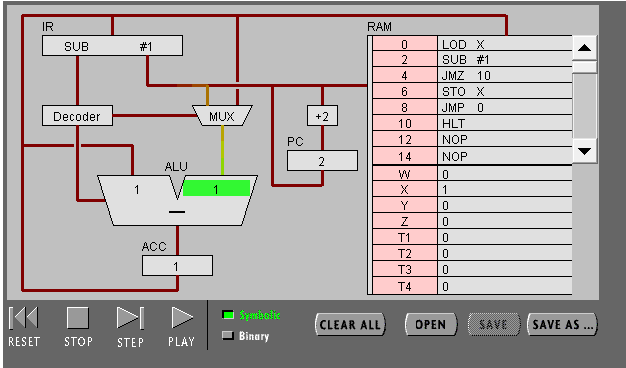 IR
SUB #1
Decoder
MUX
+2
PC
2
ALU
1 1
—
ACC
1
RAM
0 LOD X
2 SUB #1
4 JMZ 10
6 STO X
8 JMP 0
10 HLT
12 NOP
14 NOP
W 0
X 1
Y 0
Z 0
T1 0
T2 0
T3 0
T4 0
RESET STOP STEP PLAY
Symbolic
Binary
CLEAR ALL OPEN SAVE SAVE AS ...